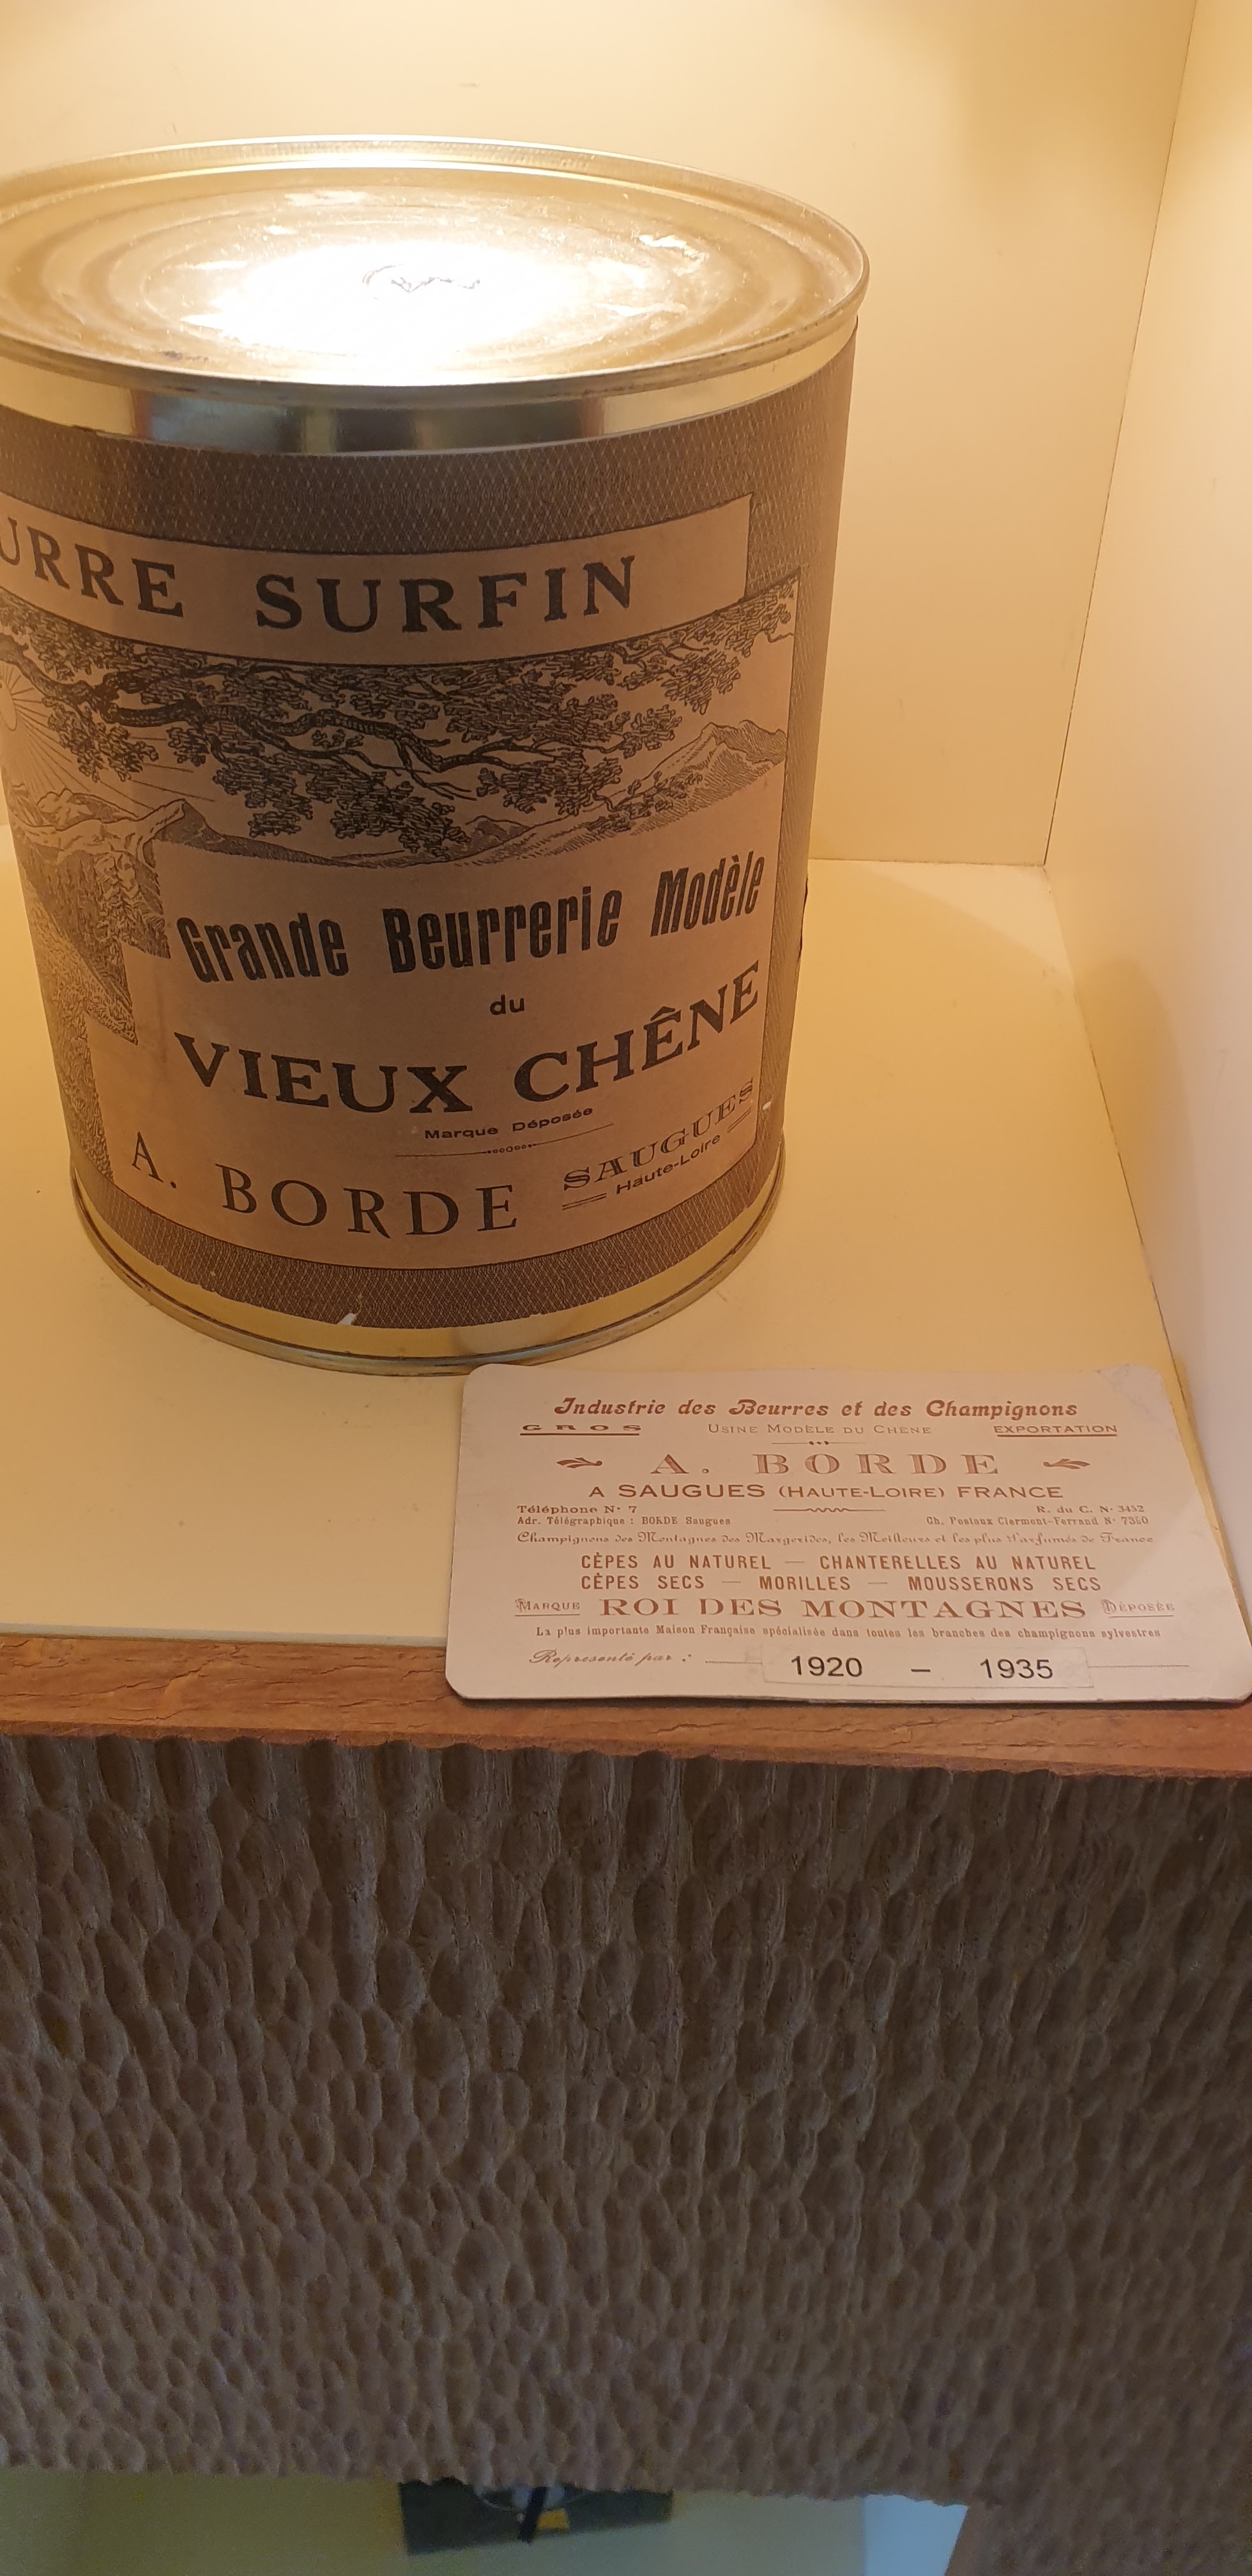 URRE SURFIN
Grande Beurrerie Modèle
du
VIEUX CHÊNE
Marque Déposée
A. BORDE
SAUGUES
Haute-Loire
Industrie des Beurres et des Champignons
GROS USINE MODÈLE DU CHENE EXPORTATION
A. BORDE
A SAUGUES (HAUTE-LOIRE) FRANCE
Téléphone N° 7 R. du C. N° 3452
Adr. Télégraphique : BORDE Saugues Ch. Postaux Clermont-Ferrand N° 7350
Champignons des Montagnes des Margerides, les Meilleurs et les plus Parfumés de France
CÈPES AU NATUREL — CHANTERELLES AU NATUREL
CÈPES SECS — MORILLES — MOUSSERONS SECS
MARQUE ROI DES MONTAGNES DÉPOSÉE
La plus importante Maison Française spécialisée dans toutes les branches des champignons sylvestres
Représenté par : 1920 – 1935